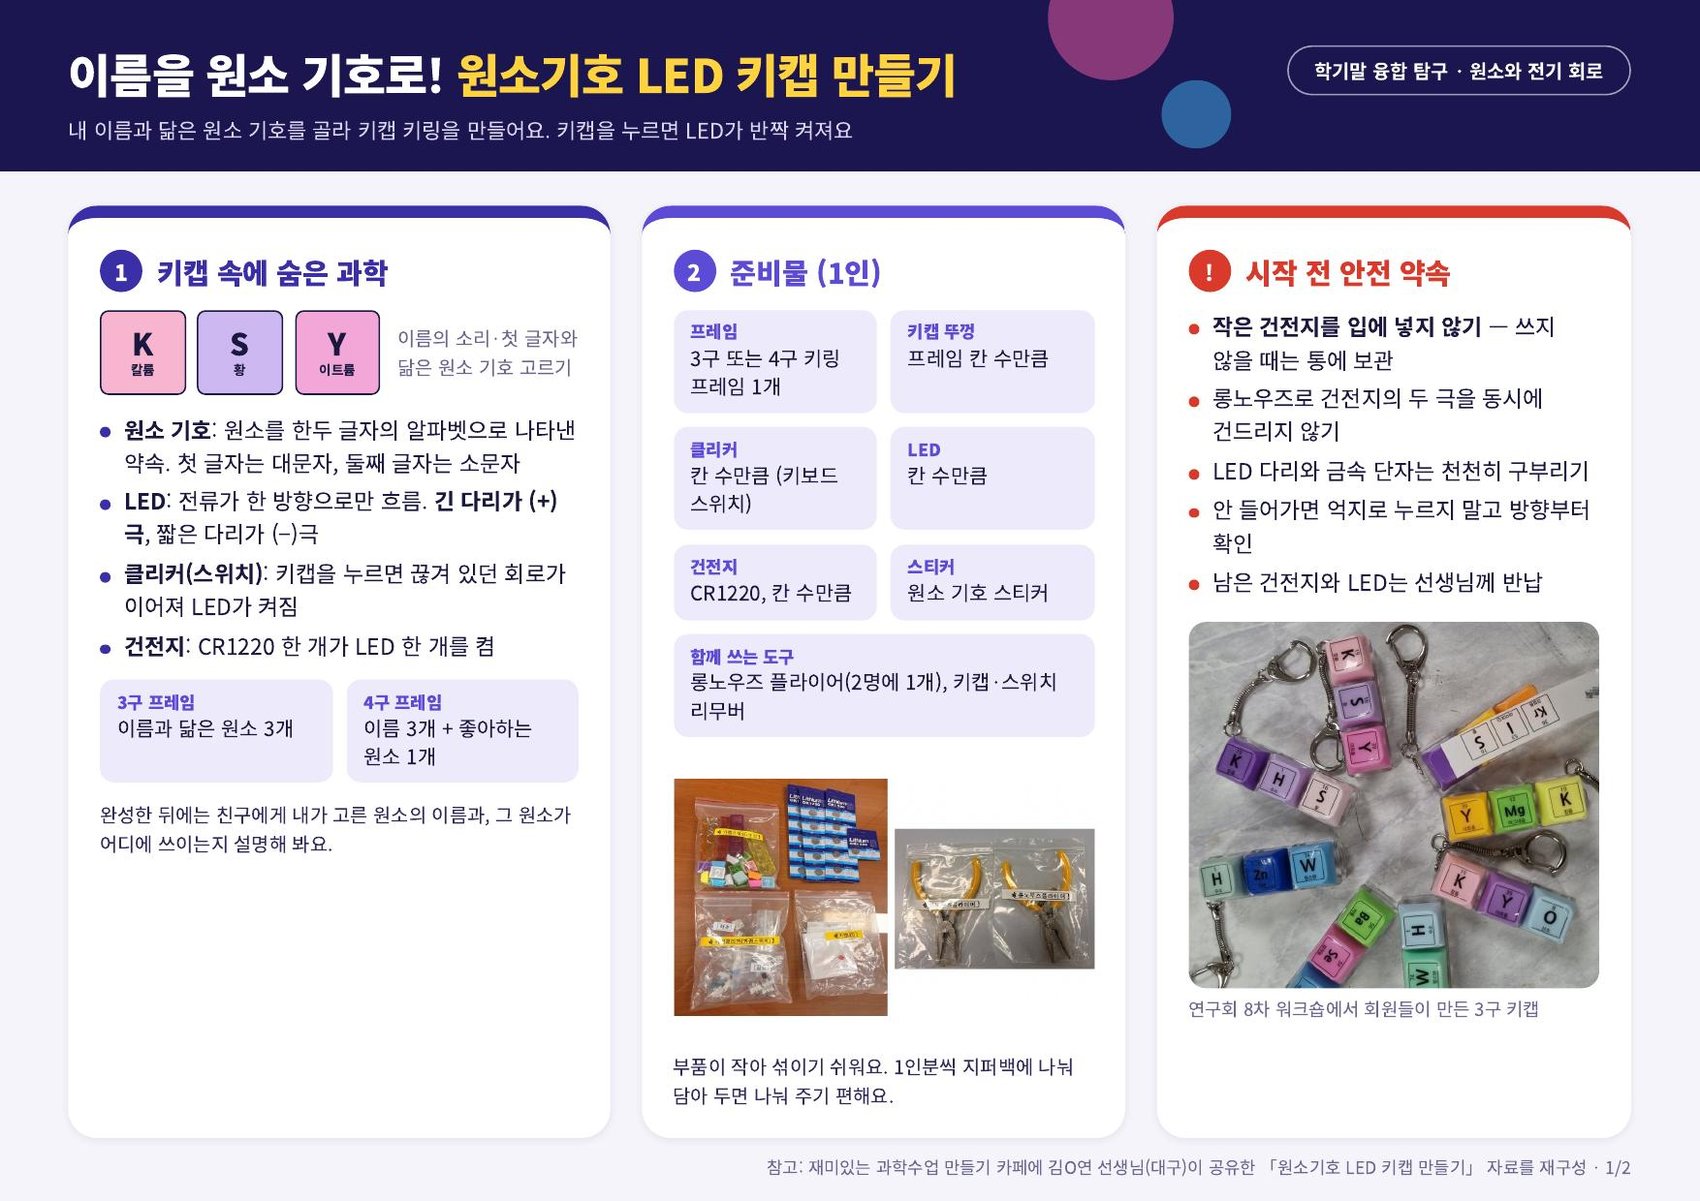 이름을 원소 기호로! 원소기호 LED 키캡 만들기
내 이름과 닮은 원소 기호를 골라 키캡 키링을 만들어요. 키캡을 누르면 LED가 반짝 켜져요
학기말 융합 탐구 · 원소와 전기 회로
1 키캡 속에 숨은 과학
K
칼륨
S
황
Y
이트륨
이름의 소리·첫 글자와
닮은 원소 기호 고르기
원소 기호: 원소를 한두 글자의 알파벳으로 나타낸
약속. 첫 글자는 대문자, 둘째 글자는 소문자
LED: 전류가 한 방향으로만 흐름. 긴 다리가 (+)
극, 짧은 다리가 (−)극
클리커(스위치): 키캡을 누르면 끊겨 있던 회로가
이어져 LED가 켜짐
건전지: CR1220 한 개가 LED 한 개를 켬
3구 프레임
이름과 닮은 원소 3개
4구 프레임
이름 3개 + 좋아하는
원소 1개
완성한 뒤에는 친구에게 내가 고른 원소의 이름과, 그 원소가
어디에 쓰이는지 설명해 봐요.
2 준비물 (1인)
프레임
3구 또는 4구 키링
프레임 1개
키캡 뚜껑
프레임 칸 수만큼
클리커
칸 수만큼 (키보드
스위치)
LED
칸 수만큼
건전지
CR1220, 칸 수만큼
스티커
원소 기호 스티커
함께 쓰는 도구
롱노우즈 플라이어(2명에 1개), 키캡·스위치
리무버
부품이 작아 섞이기 쉬워요. 1인분씩 지퍼백에 나눠
담아 두면 나눠 주기 편해요.
! 시작 전 안전 약속
작은 건전지를 입에 넣지 않기 — 쓰지
않을 때는 통에 보관
롱노우즈로 건전지의 두 극을 동시에
건드리지 않기
LED 다리와 금속 단자는 천천히 구부리기
안 들어가면 억지로 누르지 말고 방향부터
확인
남은 건전지와 LED는 선생님께 반납
K
S
Y
K
H
S
S
I
Kr
Y
Mg
K
H
Zn
W
K
Y
O
Ba
Se
H
W
연구회 8차 워크숍에서 회원들이 만든 3구 키캡
참고: 재미있는 과학수업 만들기 카페에 김O연 선생님(대구)이 공유한 「원소기호 LED 키캡 만들기」 자료를 재구성 · 1/2